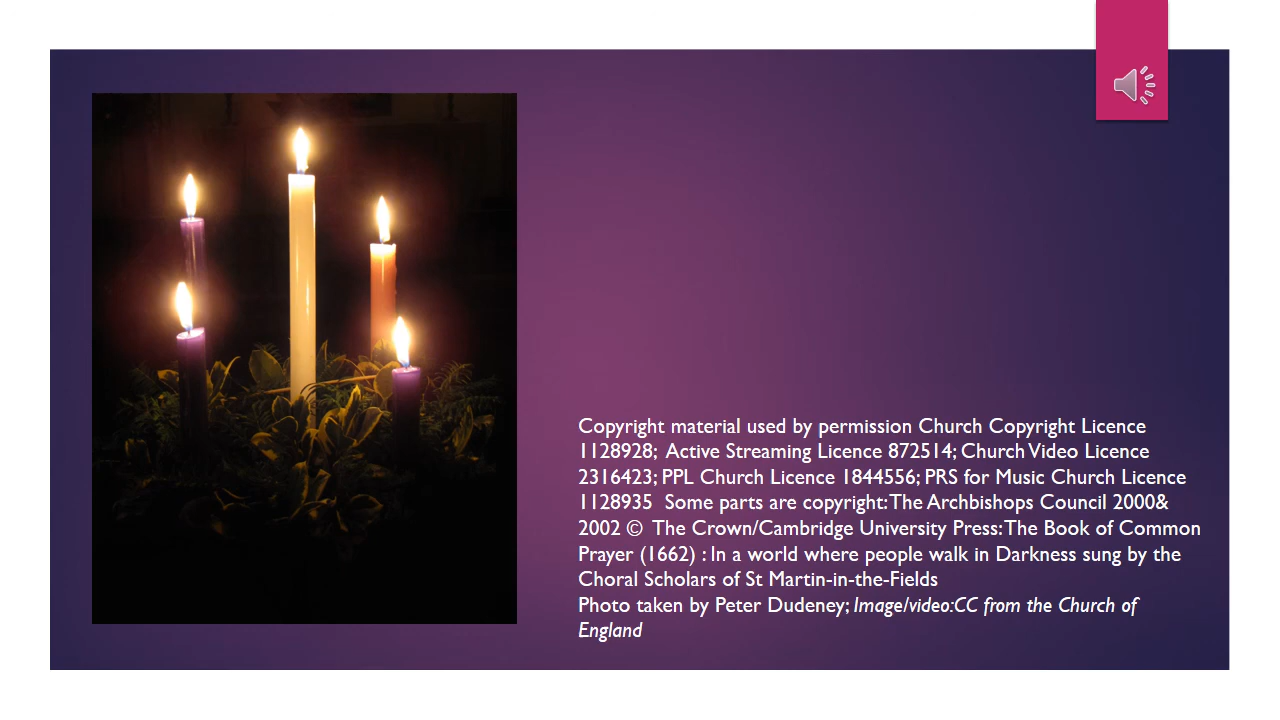 Copyright material used by permission Church Copyright Licence
1128928; Active Streaming Licence 872514; Church Video Licence
2316423; PPL Church Licence 1844556; PRS for Music Church Licence
1128935 Some parts are copyright: The Archbishops Council 2000&
2002 © The Crown/Cambridge University Press: The Book of Common
Prayer (1662) : In a world where people walk in Darkness sung by the
Choral Scholars of St Martin-in-the-Fields
Photo taken by Peter Dudeney; Image/video:CC from the Church of
England